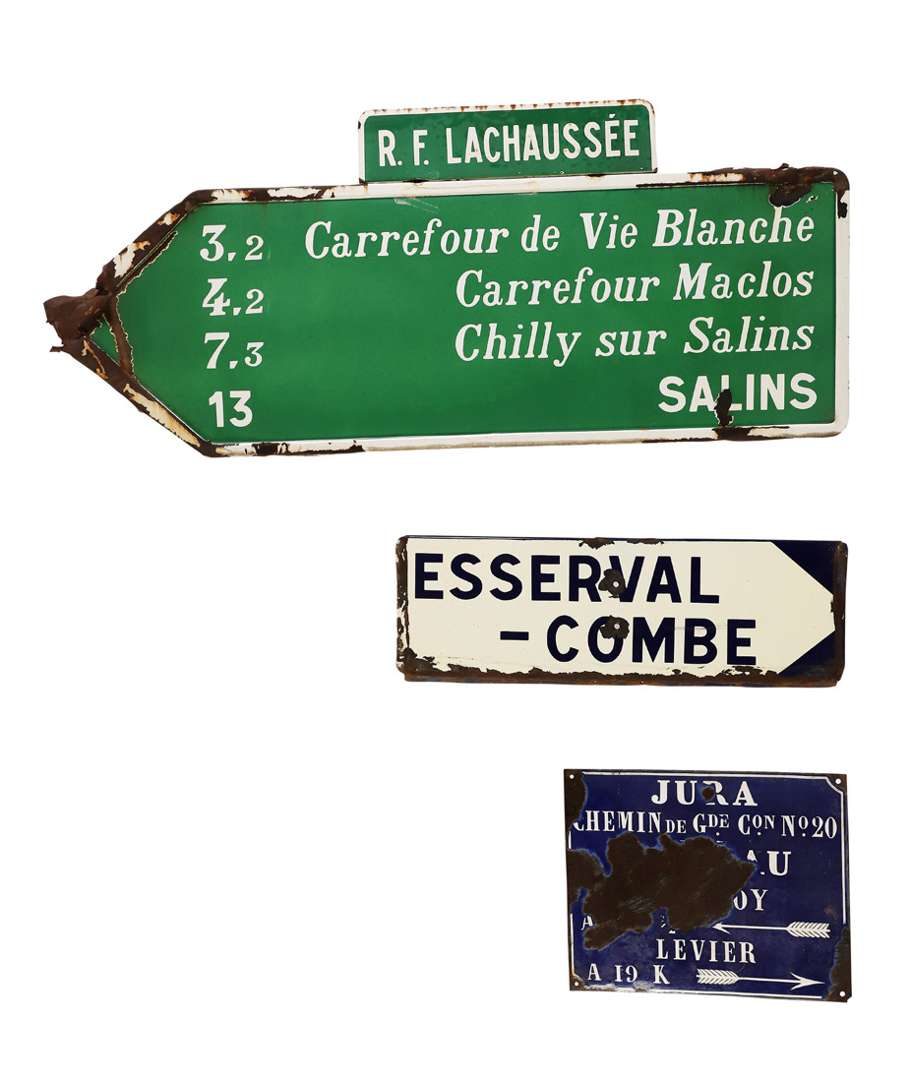 R. F. LACHAUSSÉE
3,2 Carrefour de Vie Blanche
4,2 Carrefour Maclos
7,3 Chilly sur Salins
13 SALINS
ESSERVAL
- COMBE
JURA
CHEMIN DE GDE CON No 20
LEVIER
A 19 K